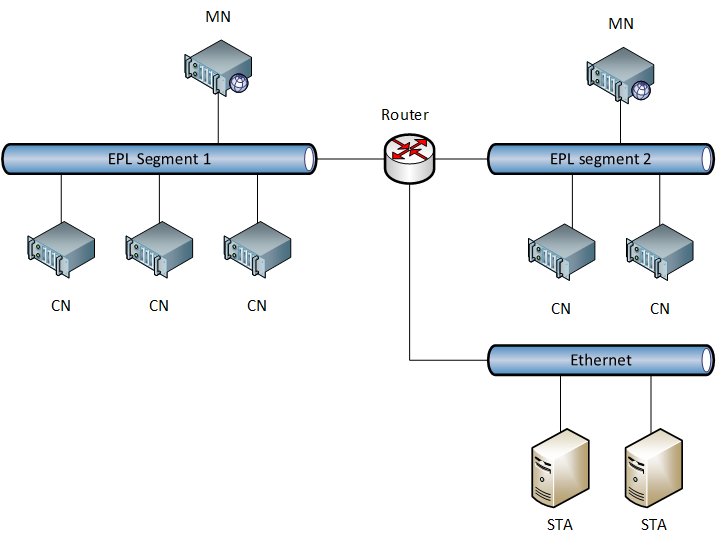 MN
MN
Router
EPL Segment 1
EPL segment 2
CN
CN
CN
CN
CN
Ethernet
STA
STA